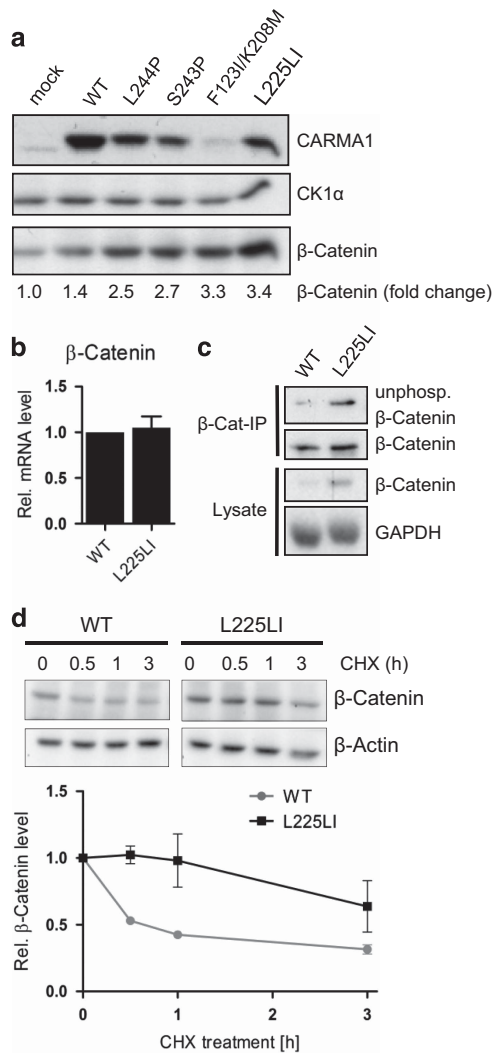 a
mock WT L244P S243P F123I/K208M L225LI
CARMA1
CK1α
β-Catenin
1.0 1.4 2.5 2.7 3.3 3.4 β-Catenin (fold change)
b
β-Catenin
Rel. mRNA level
1.5
1.0
0.5
0.0
WT L225LI
c
WT L225LI
β-Cat-IP
unphosp.
β-Catenin
β-Catenin
Lysate
β-Catenin
GAPDH
d
WT L225LI
0 0.5 1 3 0 0.5 1 3 CHX (h)
β-Catenin
β-Actin
Rel. β-Catenin level
1.5
1.0
0.5
0.0
WT
L225LI
0 1 2 3
CHX treatment [h]